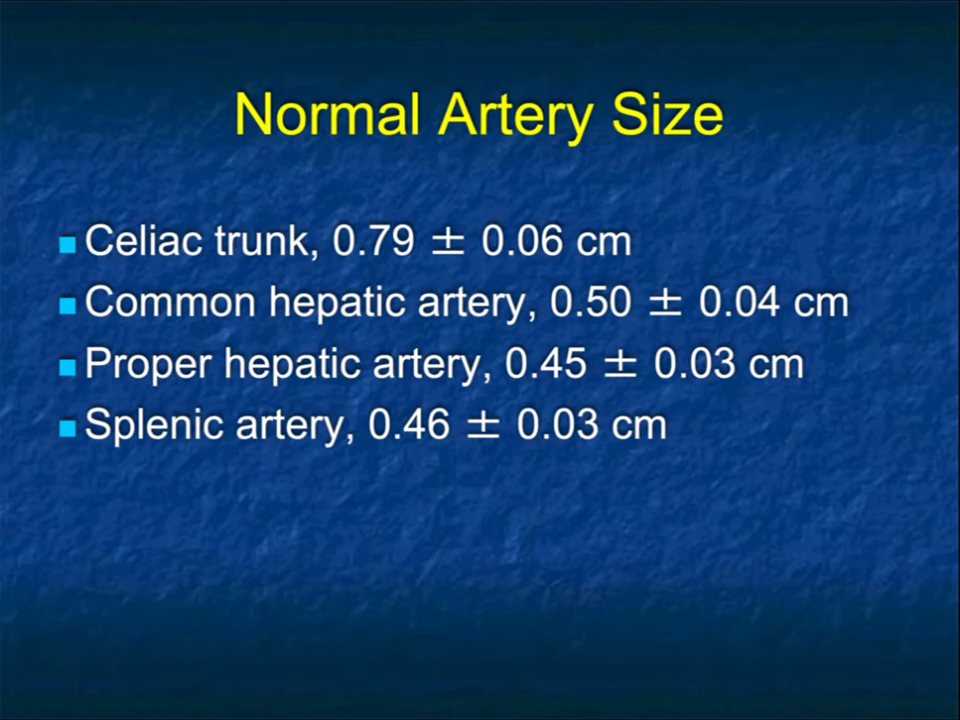 Normal Artery Size
Celiac trunk, 0.79 ± 0.06 cm
Common hepatic artery, 0.50 ± 0.04 cm
Proper hepatic artery, 0.45 ± 0.03 cm
Splenic artery, 0.46 ± 0.03 cm